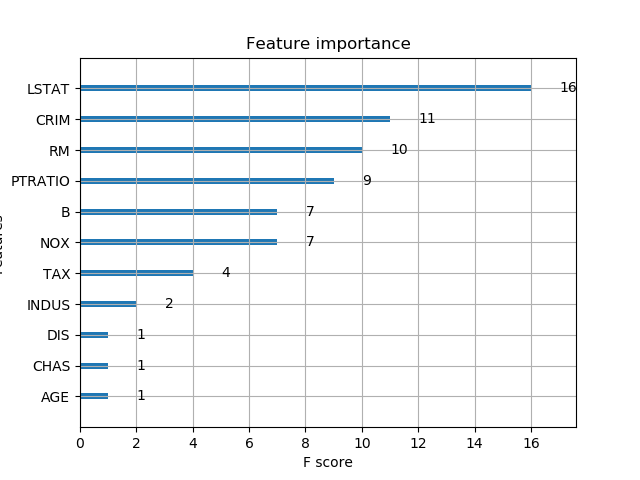 Feature importance
LSTAT 16
CRIM 11
RM 10
PTRATIO 9
B 7
NOX 7
TAX 4
INDUS 2
DIS 1
CHAS 1
AGE 1
0 2 4 6 8 10 12 14 16
F score